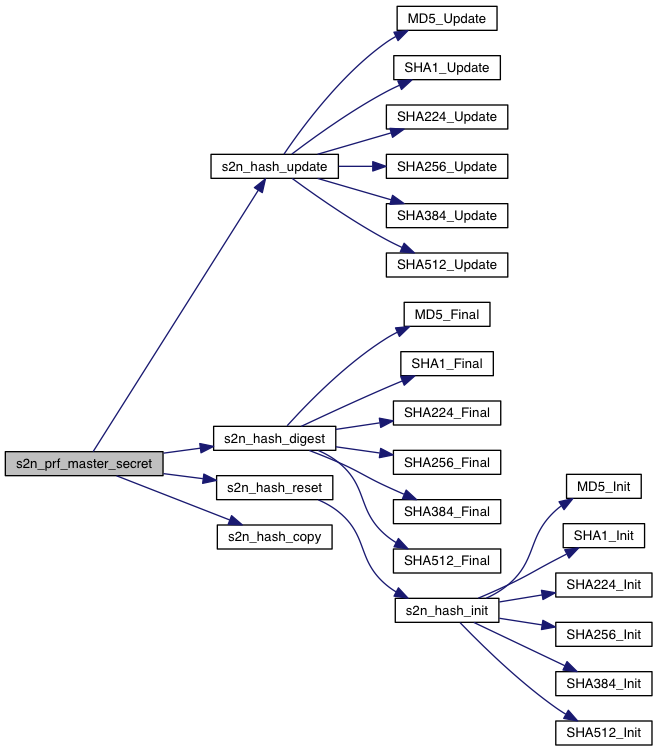 MD5_Update
SHA1_Update
SHA224_Update
s2n_hash_update
SHA256_Update
SHA384_Update
SHA512_Update
MD5_Final
SHA1_Final
SHA224_Final
s2n_hash_digest
SHA256_Final
s2n_prf_master_secret
s2n_hash_reset
MD5_Init
SHA384_Final
s2n_hash_copy
SHA1_Init
SHA512_Final
SHA224_Init
s2n_hash_init
SHA256_Init
SHA384_Init
SHA512_Init